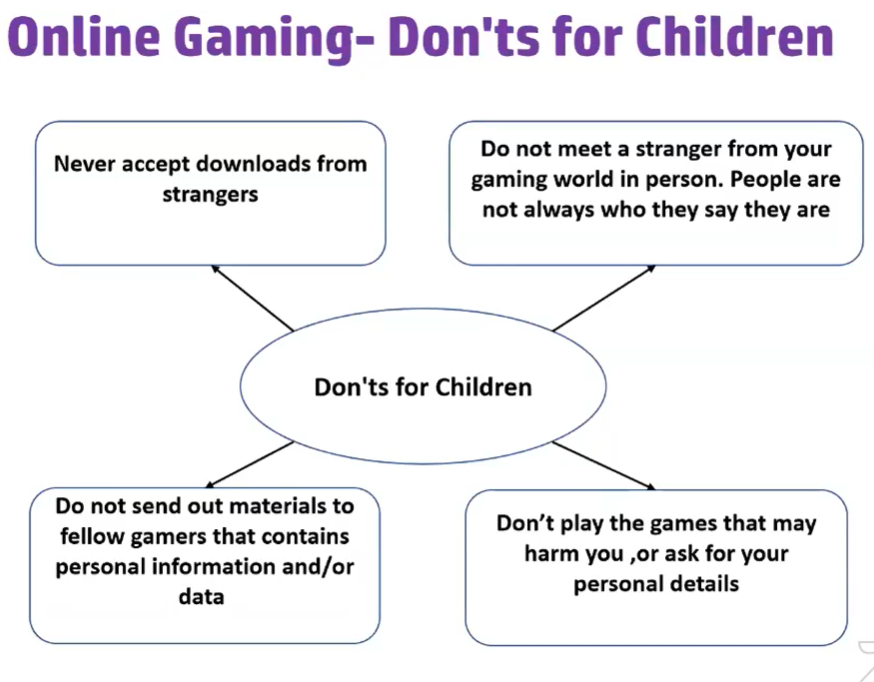 Online Gaming- Don'ts for Children
Never accept downloads from
strangers
Do not meet a stranger from your
gaming world in person. People are
not always who they say they are
Don'ts for Children
Do not send out materials to
fellow gamers that contains
personal information and/or
data
Don’t play the games that may
harm you ,or ask for your
personal details